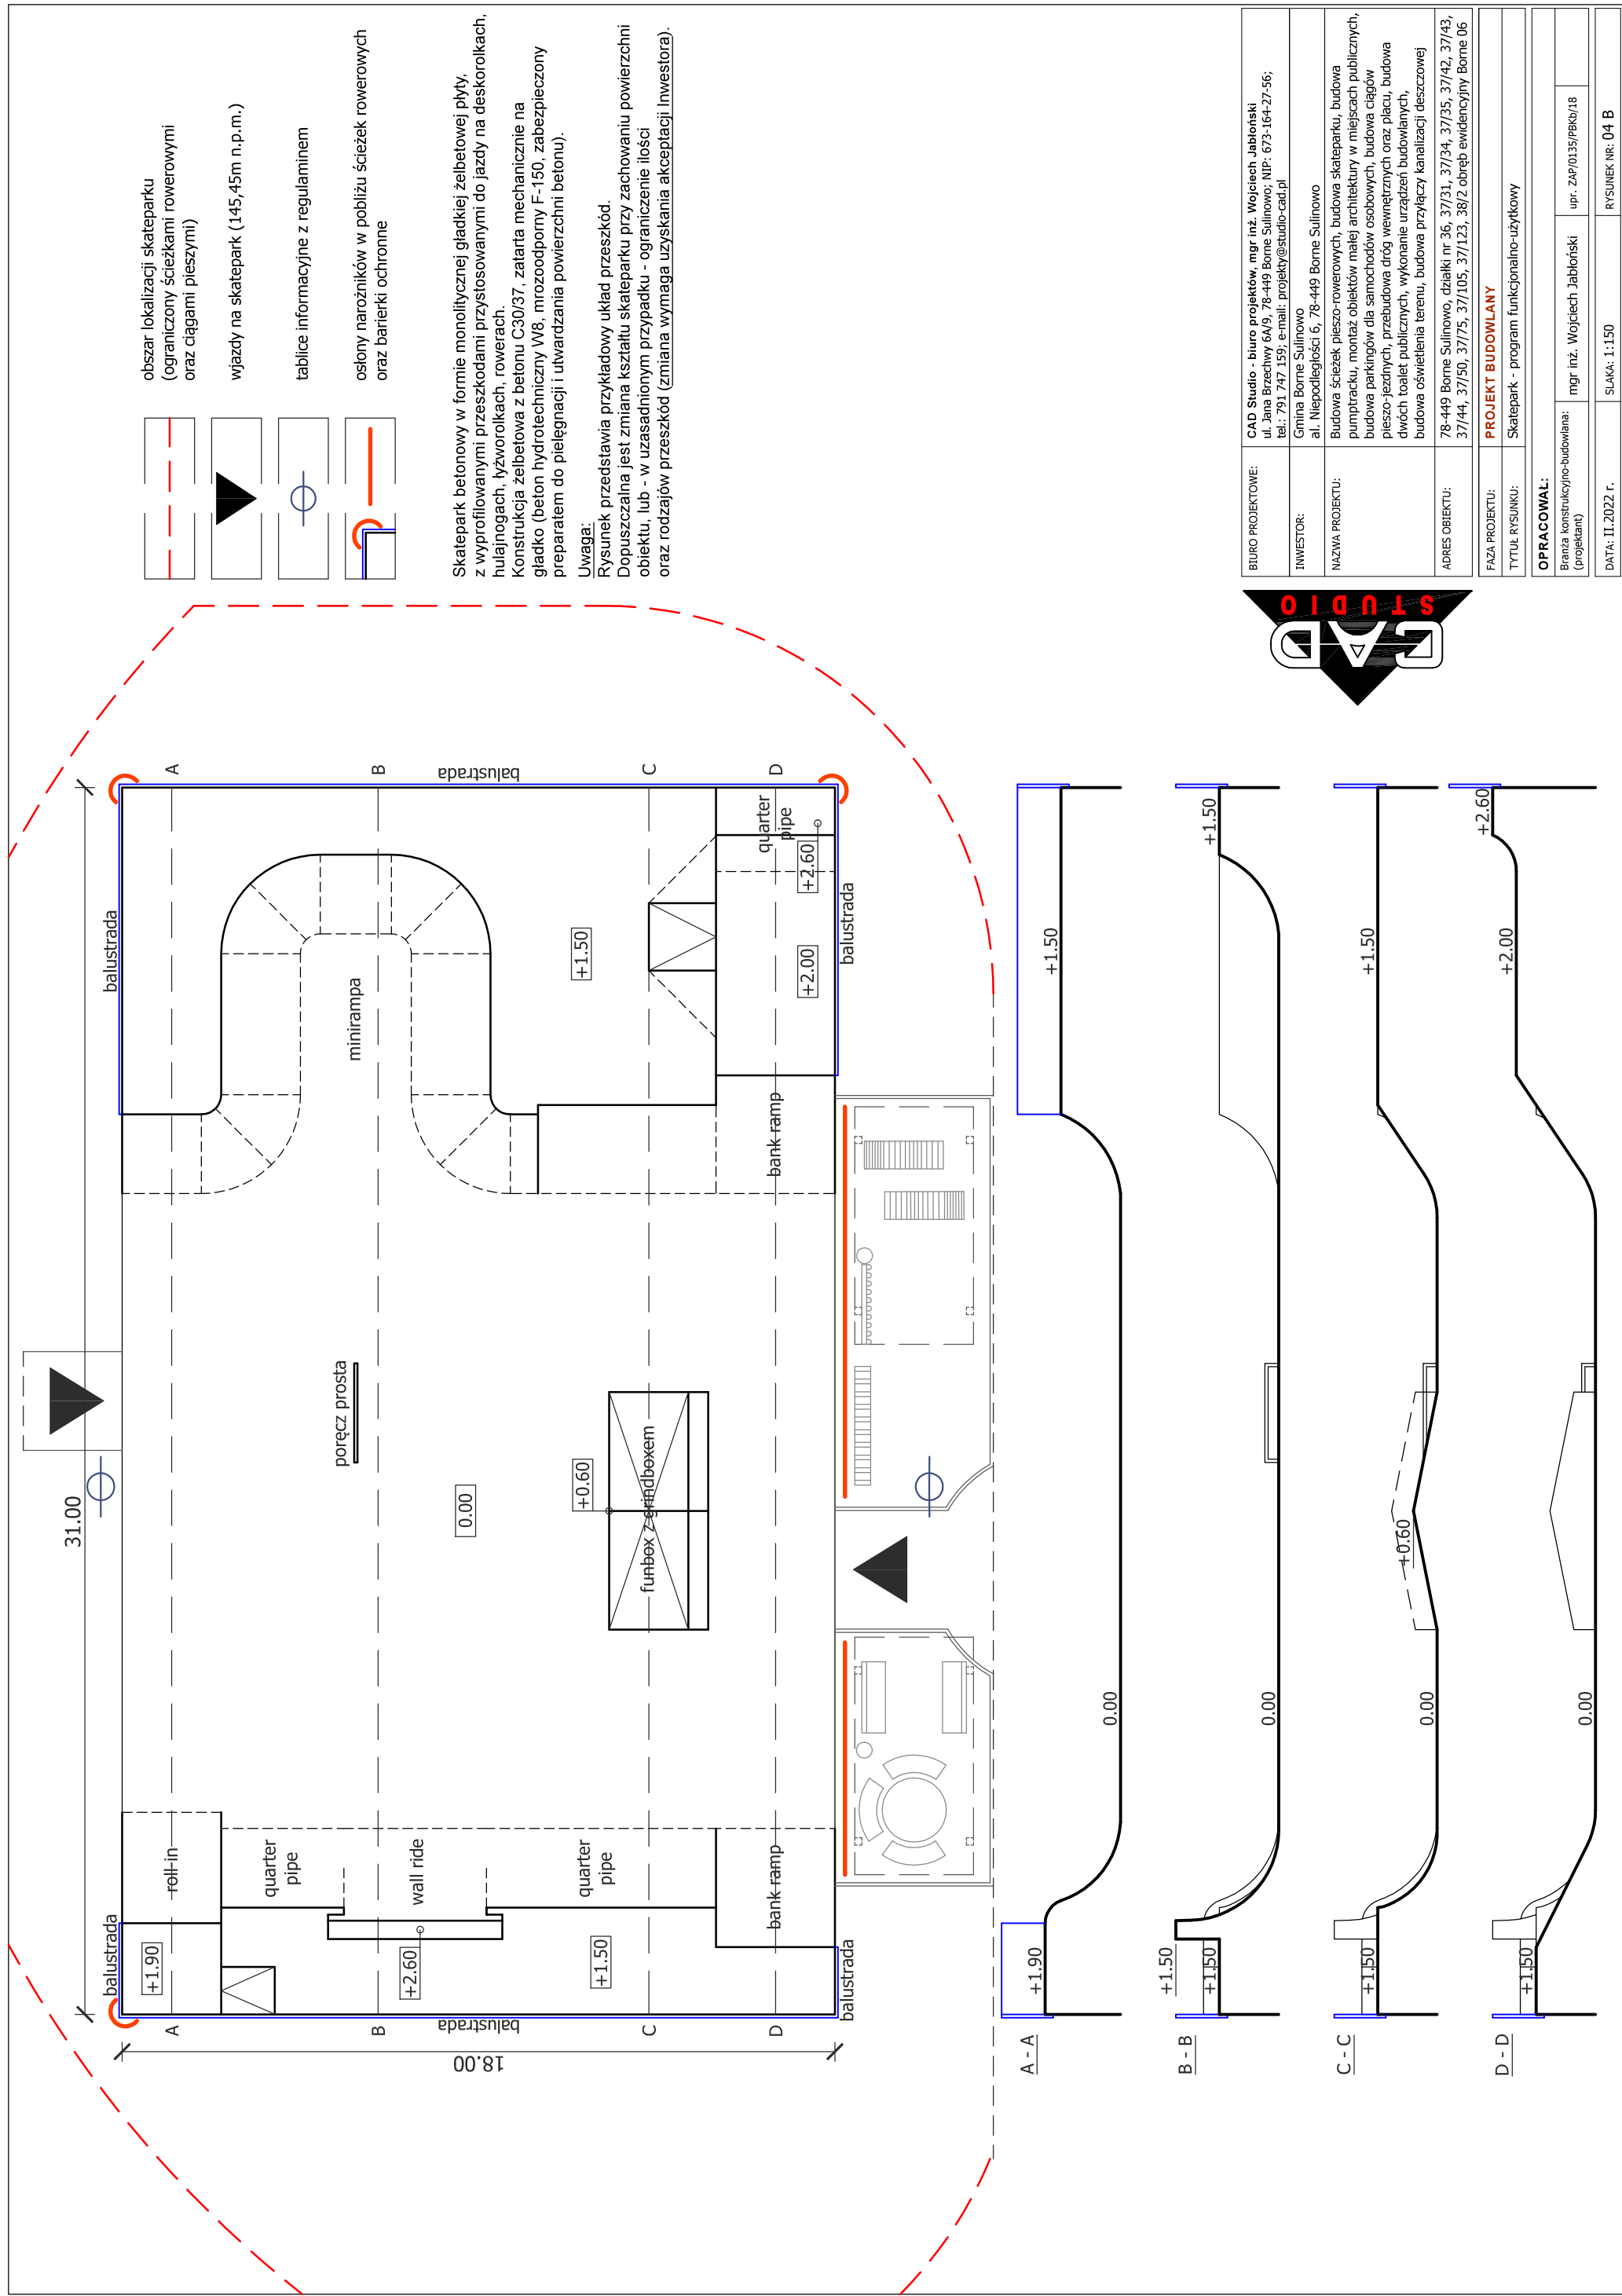 31.00
18.00
balustrada
balustrada
balustrada
balustrada
balustrada
balustrada
A
B
C
D
A
B
C
D
+1.90
roll-in
quarter
pipe
wall ride
+2.60
quarter
pipe
+1.50
bank ramp
poręcz prosta
0.00
+0.60
funbox z grindboxem
minirampa
+1.50
bank ramp
+2.00
+2.60
quarter
pipe
A - A
+1.90
0.00
+1.50
B - B
+1.50
+1.50
0.00
+1.50
C - C
+1.50
0.00
+0.60
+1.50
D - D
+1.50
0.00
+2.00
+2.60
obszar lokalizacji skateparku
(ograniczony ścieżkami rowerowymi
oraz ciągami pieszymi)
wjazdy na skatepark (145,45m n.p.m.)
tablice informacyjne z regulaminem
osłony narożników w pobliżu ścieżek rowerowych
oraz barierki ochronne
Skatepark betonowy w formie monolitycznej gładkiej żelbetowej płyty,
z wyprofilowanymi przeszkodami przystosowanymi do jazdy na deskorolkach,
hulajnogach, łyżworolkach, rowerach.
Konstrukcja żelbetowa z betonu C30/37, zatarta mechanicznie na
gładko (beton hydrotechniczny W8, mrozoodporny F-150, zabezpieczony
preparatem do pielęgnacji i utwardzania powierzchni betonu).
Uwaga:
Rysunek przedstawia przykładowy układ przeszkód.
Dopuszczalna jest zmiana kształtu skateparku przy zachowaniu powierzchni
obiektu, lub - w uzasadnionym przypadku - ograniczenie ilości
oraz rodzajów przeszkód (zmiana wymaga uzyskania akceptacji Inwestora).
CAD
STUDIO
BIURO PROJEKTOWE:
CAD Studio - biuro projektów, mgr inż. Wojciech Jabłoński
ul. Jana Brzechwy 6A/9, 78-449 Borne Sulinowo; NIP: 673-164-27-56;
tel.: 791 747 159; e-mail: projekty@studio-cad.pl
INWESTOR:
Gmina Borne Sulinowo
al. Niepodległości 6, 78-449 Borne Sulinowo
NAZWA PROJEKTU:
Budowa ścieżek pieszo-rowerowych, budowa skateparku, budowa
pumptracku, montaż obiektów małej architektury w miejscach publicznych,
budowa parkingów dla samochodów osobowych, budowa ciągów
pieszo-jezdnych, przebudowa dróg wewnętrznych oraz placu, budowa
dwóch toalet publicznych, wykonanie urządzeń budowlanych,
budowa oświetlenia terenu, budowa przyłączy kanalizacji deszczowej
ADRES OBIEKTU:
78-449 Borne Sulinowo, działki nr 36, 37/31, 37/34, 37/35, 37/42, 37/43,
37/44, 37/50, 37/75, 37/105, 37/123, 38/2 obręb ewidencyjny Borne 06
FAZA PROJEKTU:
PROJEKT BUDOWLANY
TYTUŁ RYSUNKU:
Skatepark - program funkcjonalno-użytkowy
OPRACOWAŁ:
Branża konstrukcyjno-budowlana:
(projektant)
mgr inż. Wojciech Jabłoński
upr. ZAP/0135/PBKb/18
DATA: II.2022 r.
SLAKA: 1:150
RYSUNEK NR: 04 B